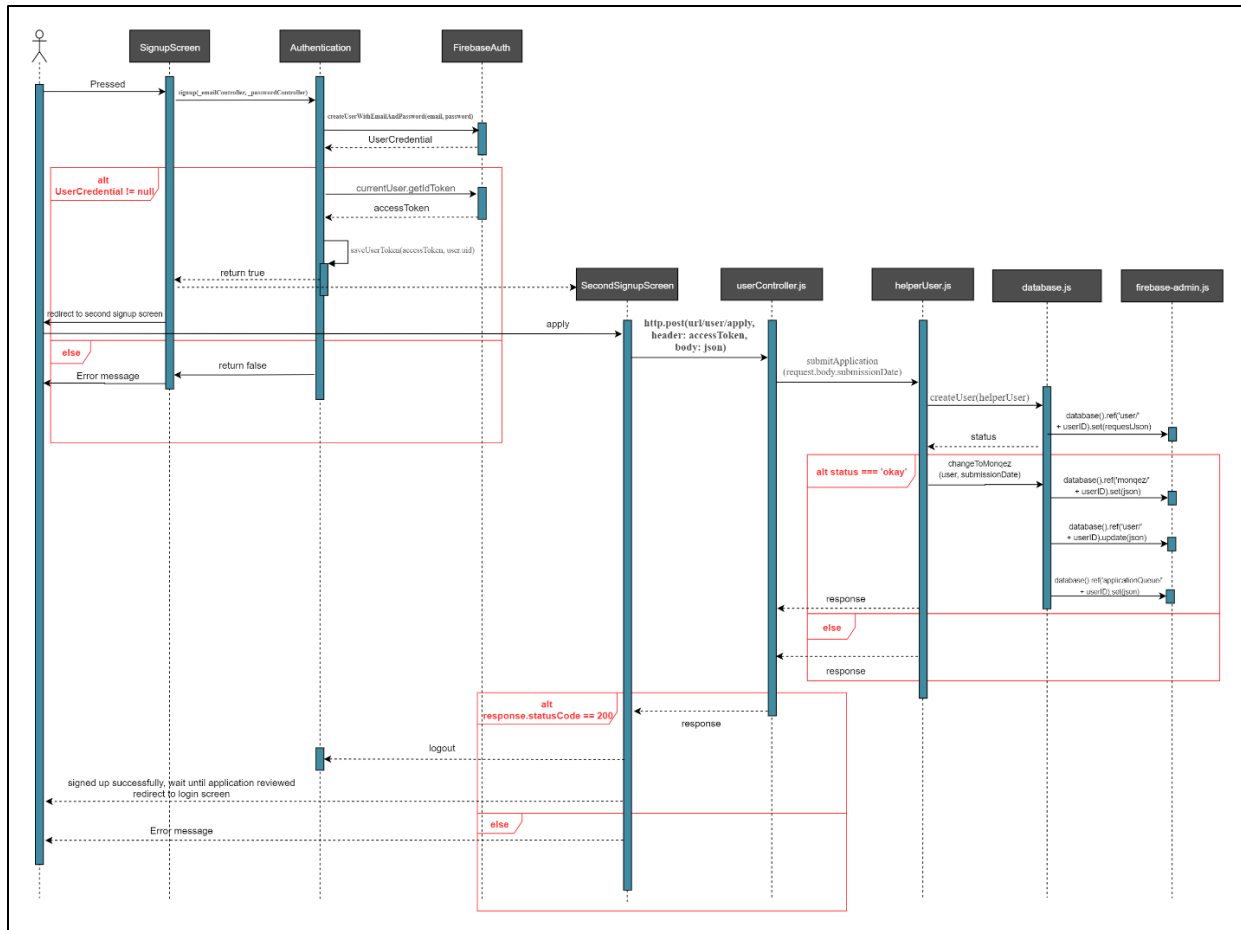 SignupScreen
Authentication
FirebaseAuth
Pressed
signup(_emailController, _passwordController)
createUserWithEmailAndPassword(email, password)
UserCredential
alt
UserCredential != null
currentUser.getIdToken
accessToken
saveUserToken(accessToken, user.uid)
return true
SecondSignupScreen
userController.js
helperUser.js
database.js
firebase-admin.js
redirect to second signup screen
apply
http.post(url/user/apply,
header: accessToken,
body: json)
else
return false
Error message
submitApplication
(request.body.submissionDate)
createUser(helperUser)
database().ref('user/'
+ userID).set(requestJson)
status
alt status === 'okay'
changeToMonqez
(user, submissionDate)
database().ref('monqez/'
+ userID).set(json)
database().ref('user/'
+ userID).update(json)
database().ref('applicationQueue/'
+ userID).set(json)
response
else
response
alt
response.statusCode == 200
response
logout
signed up successfully, wait until application reviewed
redirect to login screen
else
Error message